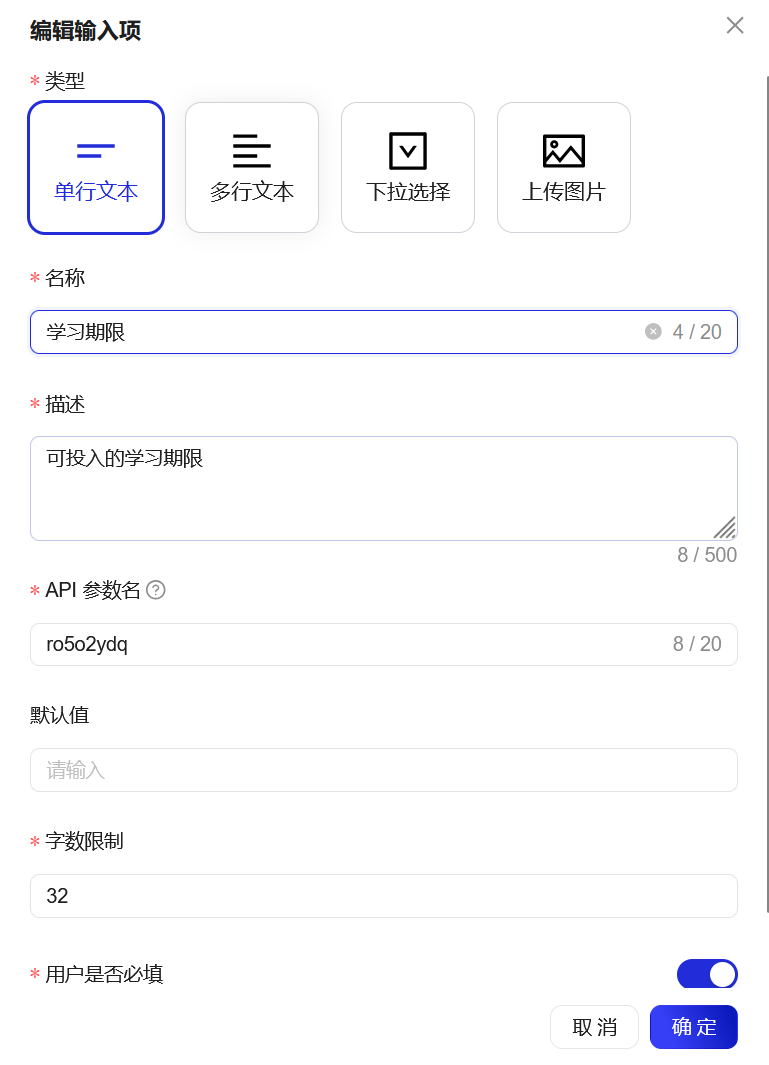 编辑输入项
* 类型
单行文本 多行文本 下拉选择 上传图片
* 名称
学习期限 4 / 20
* 描述
可投入的学习期限
8 / 500
* API 参数名 ?
ro5o2ydq 8 / 20
默认值
请输入
* 字数限制
32
* 用户是否必填
取消 确定